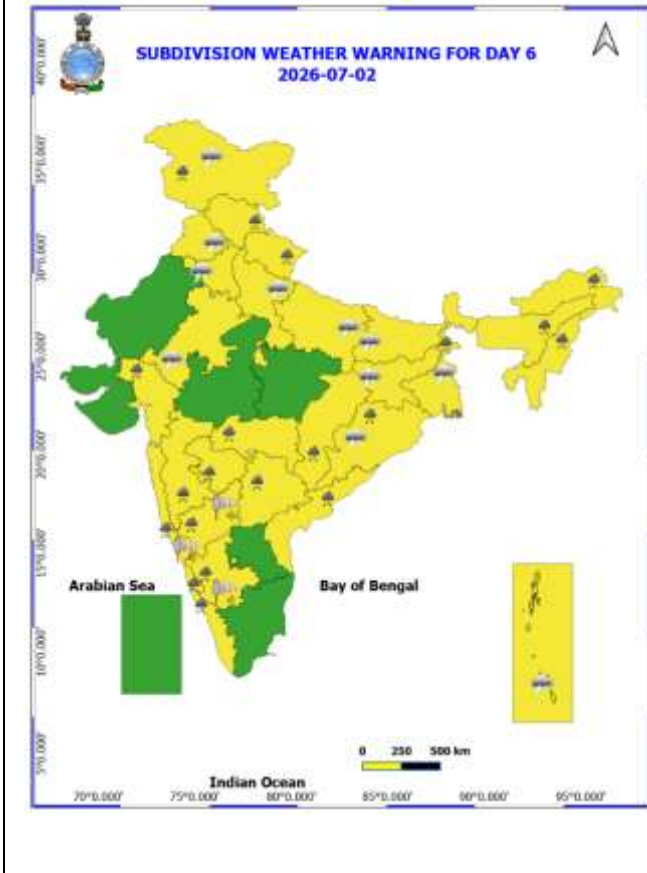 SUBDIVISION WEATHER WARNING FOR DAY 6
2026-07-02
40°0.000'
35°0.000'
30°0.000'
25°0.000'
20°0.000'
15°0.000'
10°0.000'
5°0.000'
Arabian Sea
Bay of Bengal
0 250 500 km
Indian Ocean
70°0.000' 75°0.000' 80°0.000' 85°0.000' 90°0.000' 95°0.000'